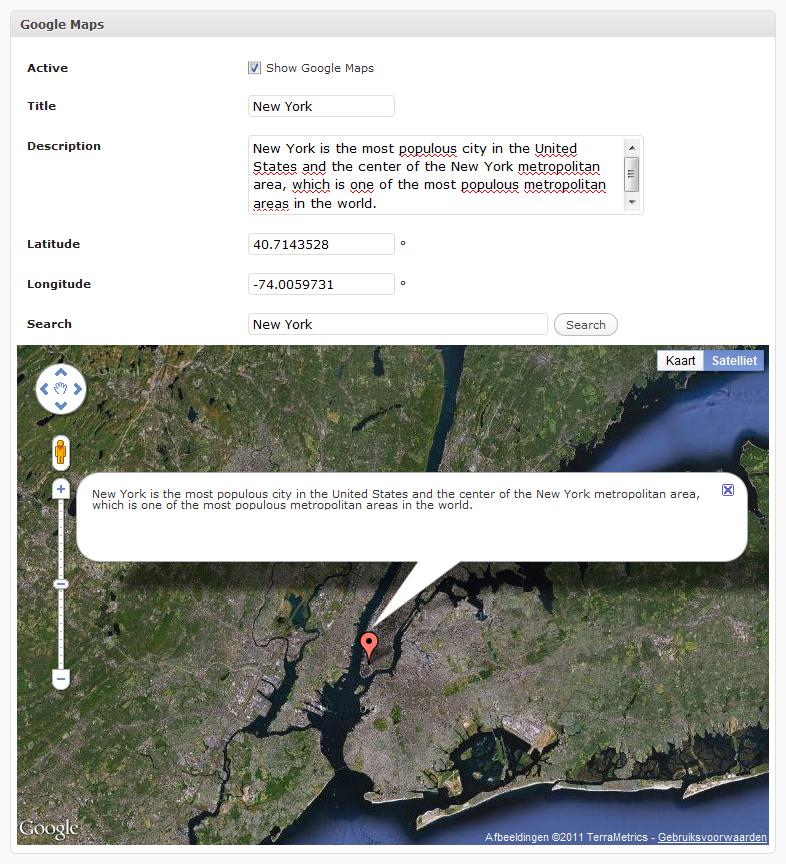 Google Maps
Active
Show Google Maps
Title
New York
Description
New York is the most populous city in the United
States and the center of the New York metropolitan
area, which is one of the most populous metropolitan
areas in the world.
Latitude
40.7143528 °
Longitude
-74.0059731 °
Search
New York
Search
Kaart
Satelliet
New York is the most populous city in the United States and the center of the New York metropolitan area,
which is one of the most populous metropolitan areas in the world.
Google
Afbeeldingen ©2011 TerraMetrics - Gebruiksvoorwaarden